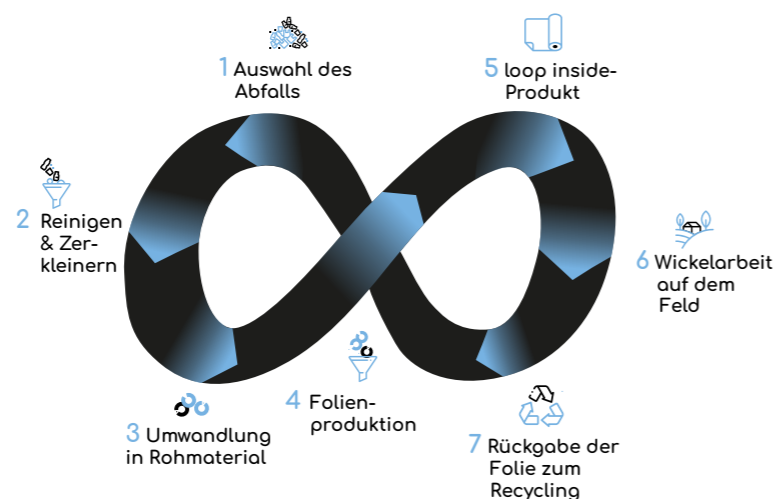 1 Auswahl des
Abfalls
2 Reinigen
& Zer-
kleinern
3 Umwandlung
in Rohmaterial
4 Folien-
produktion
5 loop inside-
Produkt
6 Wickelarbeit
auf dem
Feld
7 Rückgabe der
Folie zum
Recycling